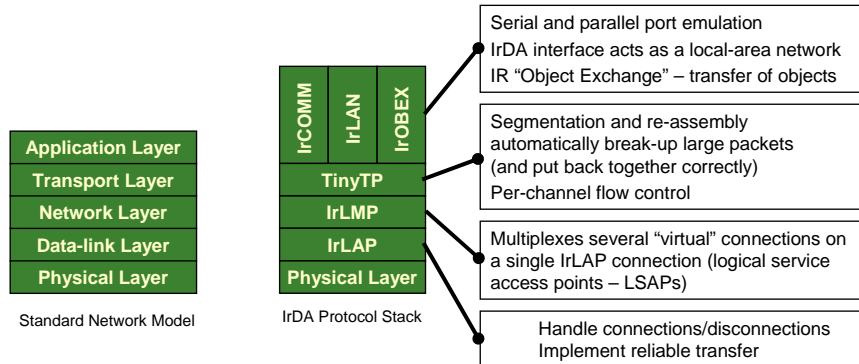 Serial and parallel port emulation
IrDA interface acts as a local-area network
IR “Object Exchange” – transfer of objects
IrCOMM
IrLAN
IrOBEX
Segmentation and re-assembly
automatically break-up large packets
(and put back together correctly)
Per-channel flow control
Application Layer
Transport Layer
Network Layer
Data-link Layer
Physical Layer
TinyTP
IrLMP
IrLAP
Physical Layer
Multiplexes several “virtual” connections on
a single IrLAP connection (logical service
access points – LSAPs)
Standard Network Model
IrDA Protocol Stack
Handle connections/disconnections
Implement reliable transfer